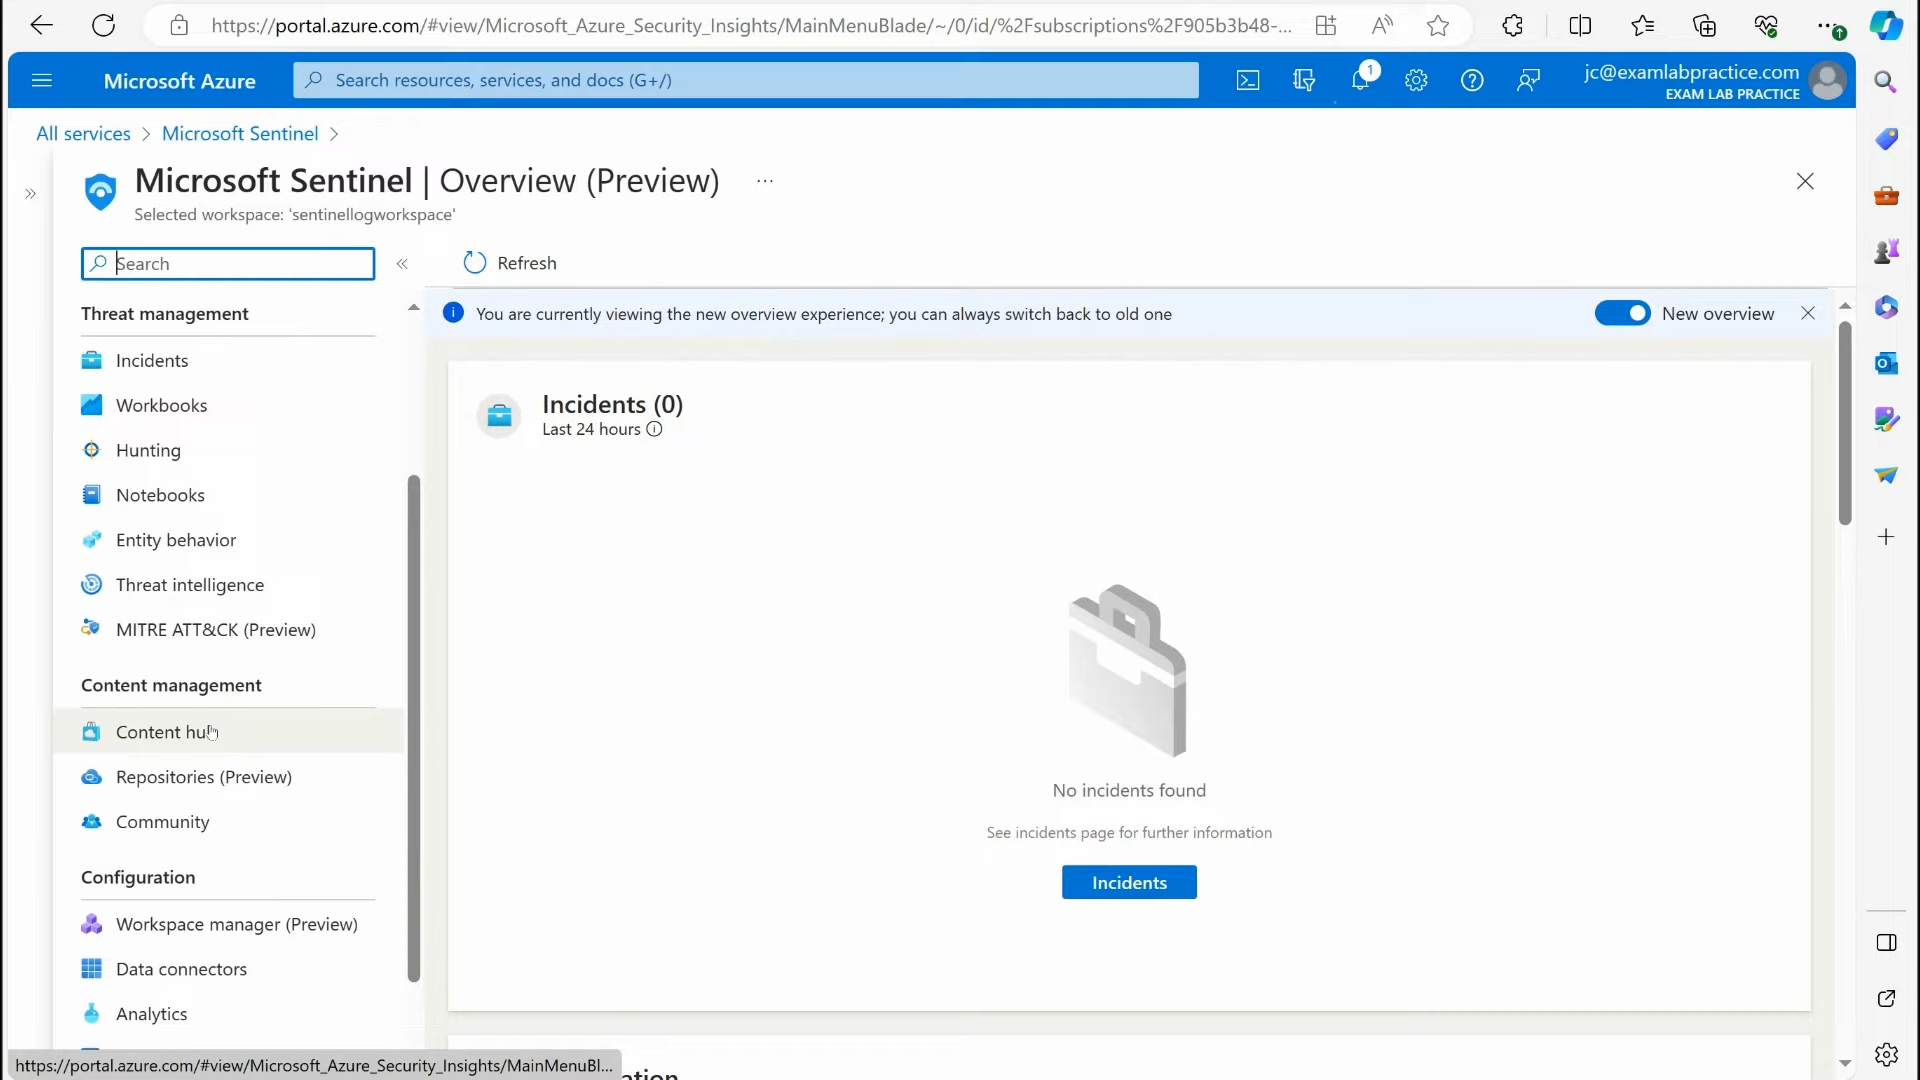 https://portal.azure.com/#view/Microsoft_Azure_Security_Insights/MainMenuBlade/~/0/id/%2Fsubscriptions%2F905b3b48-...
Microsoft Azure
Search resources, services, and docs (G+/)
1
jc@examlabpractice.com
EXAM LAB PRACTICE
All services > Microsoft Sentinel >
Microsoft Sentinel | Overview (Preview) ...
Selected workspace: 'sentinellogworkspace'
Search
Refresh
Threat management
Incidents
Workbooks
Hunting
Notebooks
Entity behavior
Threat intelligence
MITRE ATT&CK (Preview)
Content management
Content hub
Repositories (Preview)
Community
Configuration
Workspace manager (Preview)
Data connectors
Analytics
You are currently viewing the new overview experience; you can always switch back to old one
New overview
Incidents (0)
Last 24 hours
No incidents found
See incidents page for further information
Incidents
https://portal.azure.com/#view/Microsoft_Azure_Security_Insights/MainMenuBl...